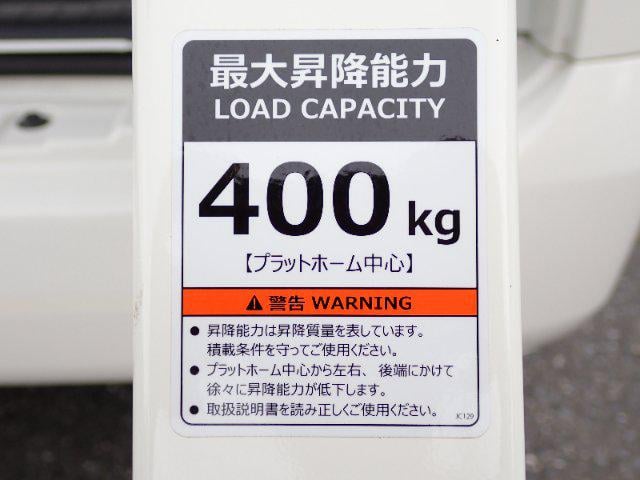 最大昇降能力
LOAD CAPACITY
400 kg
【プラットホーム中心】
⚠ 警告 WARNING
● 昇降能力は昇降質量を表しています。
積載条件を守ってご使用ください。
● プラットホーム中心から左右、後端にかけて
徐々に昇降能力が低下します。
● 取扱説明書を読み正しくご使用ください。
JC129